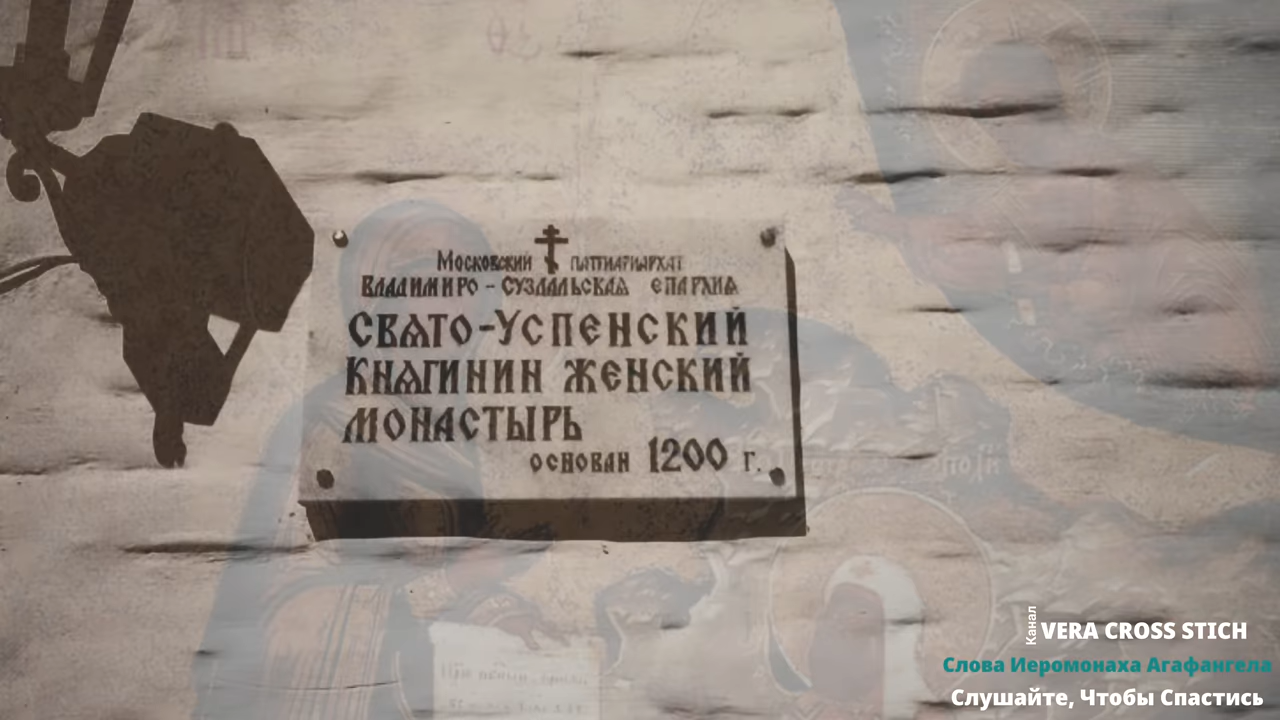 Московский патриархат
Владимиро-Суздальская епархия
Свято-Успенский
Княгинин женский
монастырь
основан 1200 г.
Канал
VERA CROSS STICH
Слова Иеромонаха Агафангела
Слушайте, Чтобы Спастись